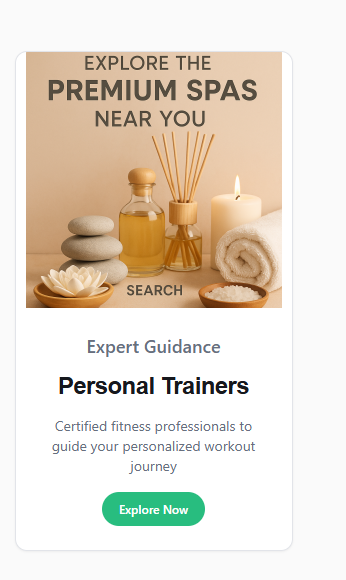 EXPLORE THE
PREMIUM SPAS
NEAR YOU
SEARCH
Expert Guidance
Personal Trainers
Certified fitness professionals to
guide your personalized workout
journey
Explore Now